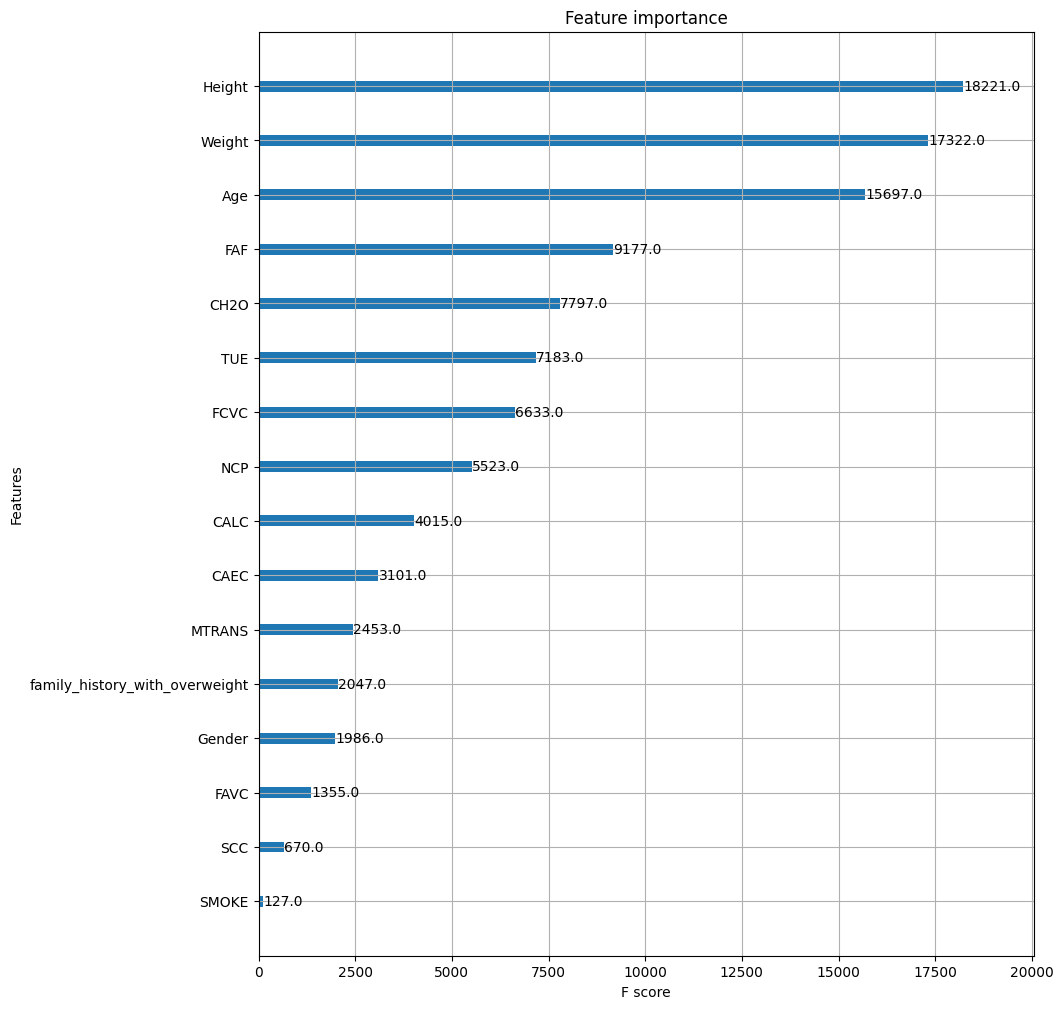 Feature importance
Height 18221.0
Weight 17322.0
Age 15697.0
FAF 9177.0
CH2O 7797.0
TUE 7183.0
FCVC 6633.0
NCP 5523.0
CALC 4015.0
CAEC 3101.0
MTRANS 2453.0
family_history_with_overweight 2047.0
Gender 1986.0
FAVC 1355.0
SCC 670.0
SMOKE 127.0
Features
0 2500 5000 7500 10000 12500 15000 17500 20000
F score